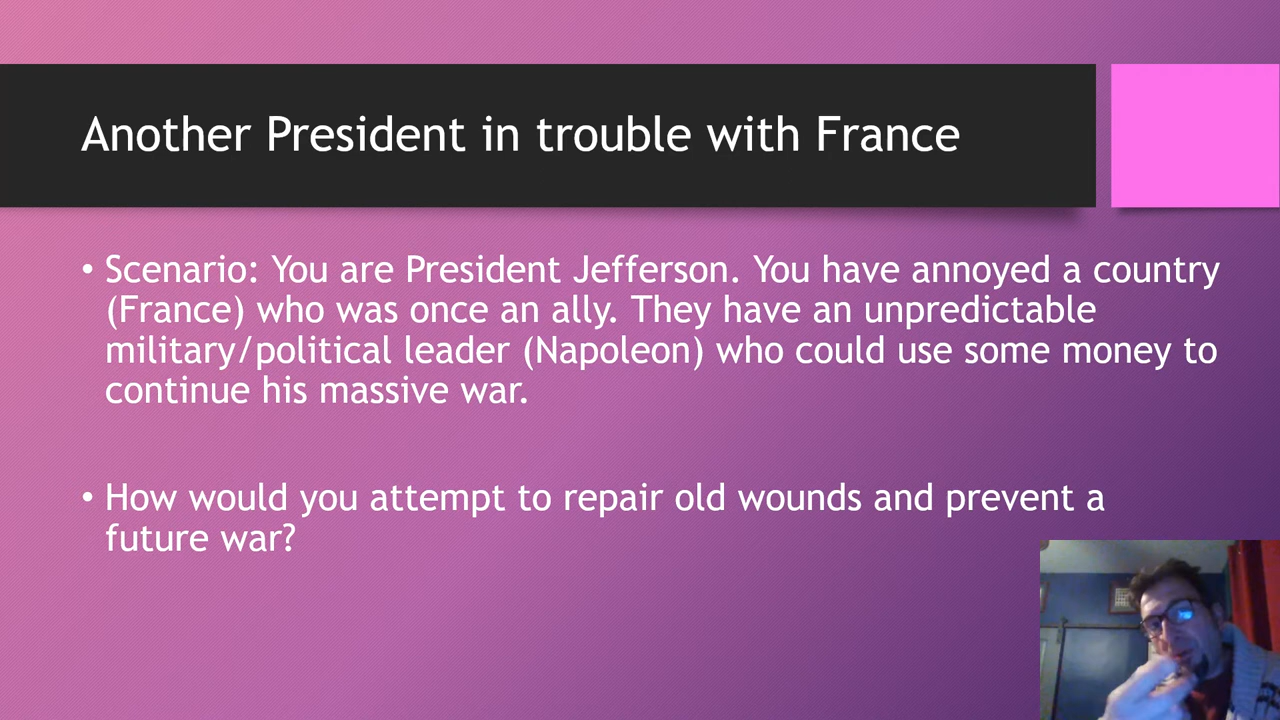 Another President in trouble with France
• Scenario: You are President Jefferson. You have annoyed a country
(France) who was once an ally. They have an unpredictable
military/political leader (Napoleon) who could use some money to
continue his massive war.
• How would you attempt to repair old wounds and prevent a
future war?